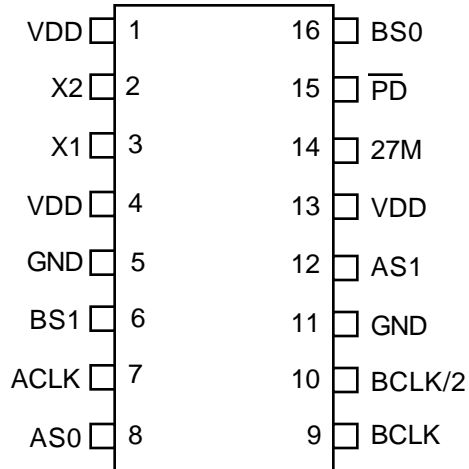 VDD 1 16 BS0
X2 2 15 P̅D̅
X1 3 14 27M
VDD 4 13 VDD
GND 5 12 AS1
BS1 6 11 GND
ACLK 7 10 BCLK/2
AS0 8 9 BCLK